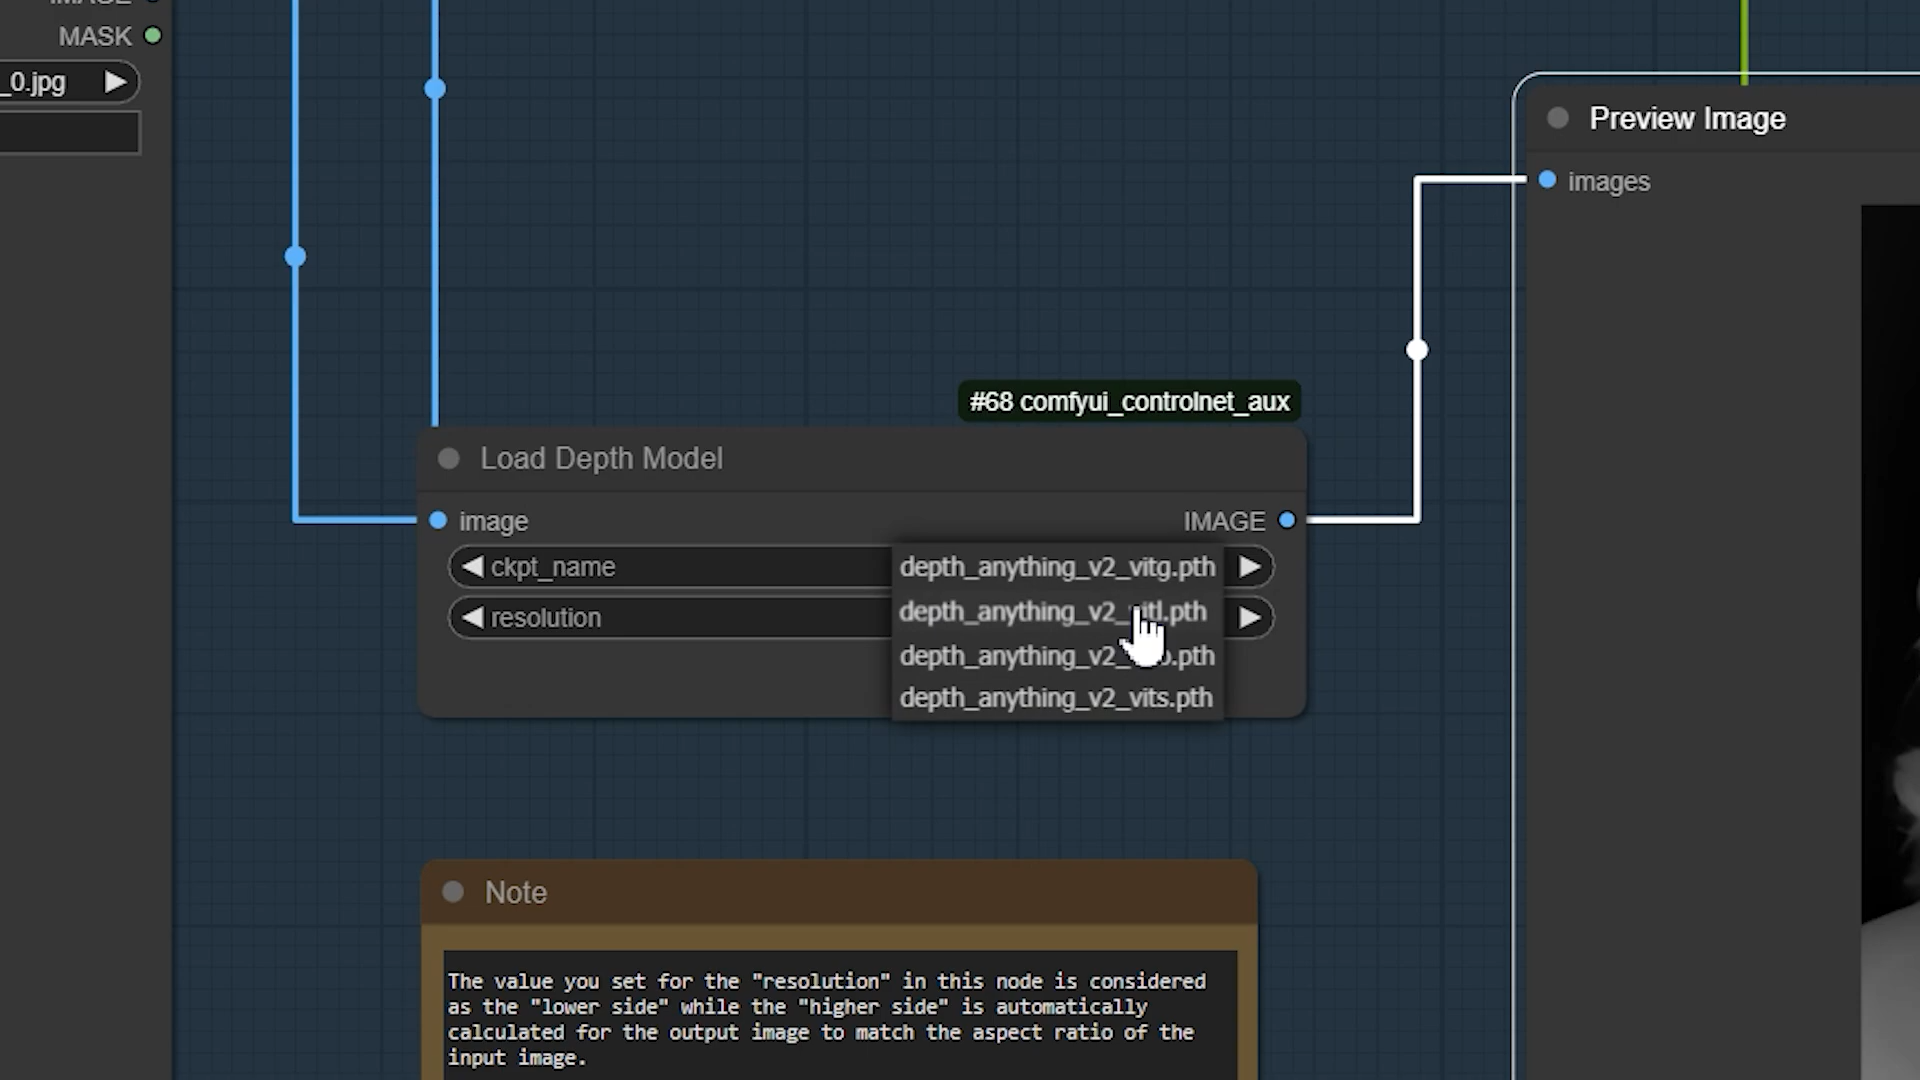 MASK
_0.jpg
Preview Image
images
#68 comfyui_controlnet_aux
Load Depth Model
image
IMAGE
ckpt_name
depth_anything_v2_vitg.pth
resolution
depth_anything_v2_vitl.pth
depth_anything_v2_vits.pth
Note
The value you set for the "resolution" in this node is considered
as the "lower side" while the "higher side" is automatically
calculated for the output image to match the aspect ratio of the
input image.